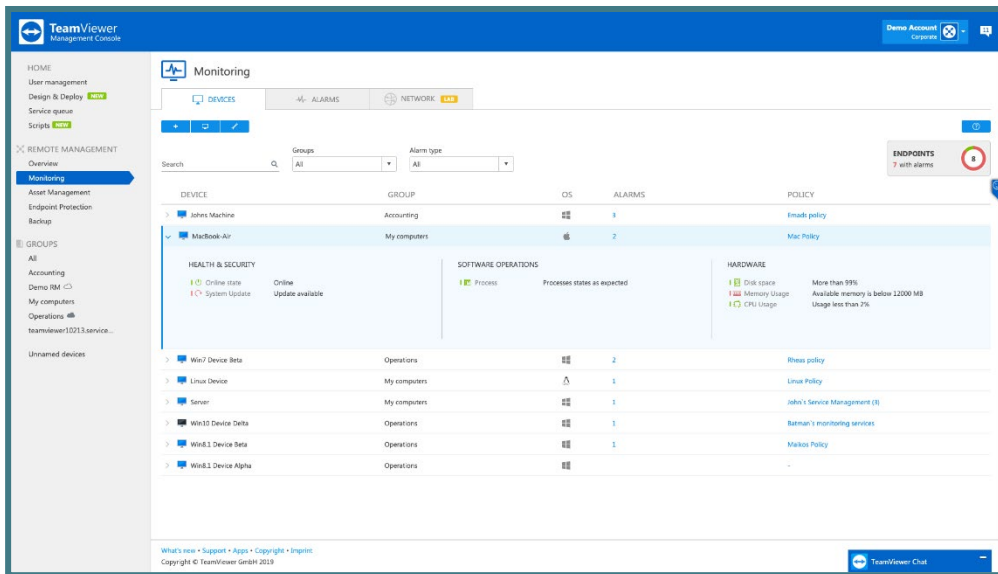 TeamViewer
Management Console
Demo Account
Corporate
HOME
User management
Design & Deploy NEW
Service queue
Scripts NEW
REMOTE MANAGEMENT
Overview
Monitoring
Asset Management
Endpoint Protection
Backup
GROUPS
All
Accounting
Demo RM
My computers
Operations
teamviewer10213.service...
Unnamed devices
Monitoring
DEVICES ALARMS NETWORK LAB
Groups Alarm type
Search All All
ENDPOINTS
7 with alarms
8
DEVICE GROUP OS ALARMS POLICY
Johns Machine Accounting 3 Emads policy
MacBook-Air My computers 2 Mac Policy
HEALTH & SECURITY SOFTWARE OPERATIONS HARDWARE
Online state Online Process Processes states as expected Disk space More than 99%
System Update Update available Memory Usage Available memory is below 12000 MB
CPU Usage Usage less than 2%
Win7 Device Beta Operations 2 Rheas policy
Linux Device My computers 1 Linux Policy
Server My computers 1 John's Service Management (3)
Win10 Device Delta Operations 1 Batman's monitoring services
Win8.1 Device Beta Operations 1 Maikos Policy
Win8.1 Device Alpha Operations -
What's new • Support • Apps • Copyright • Imprint
Copyright © TeamViewer GmbH 2019
TeamViewer Chat